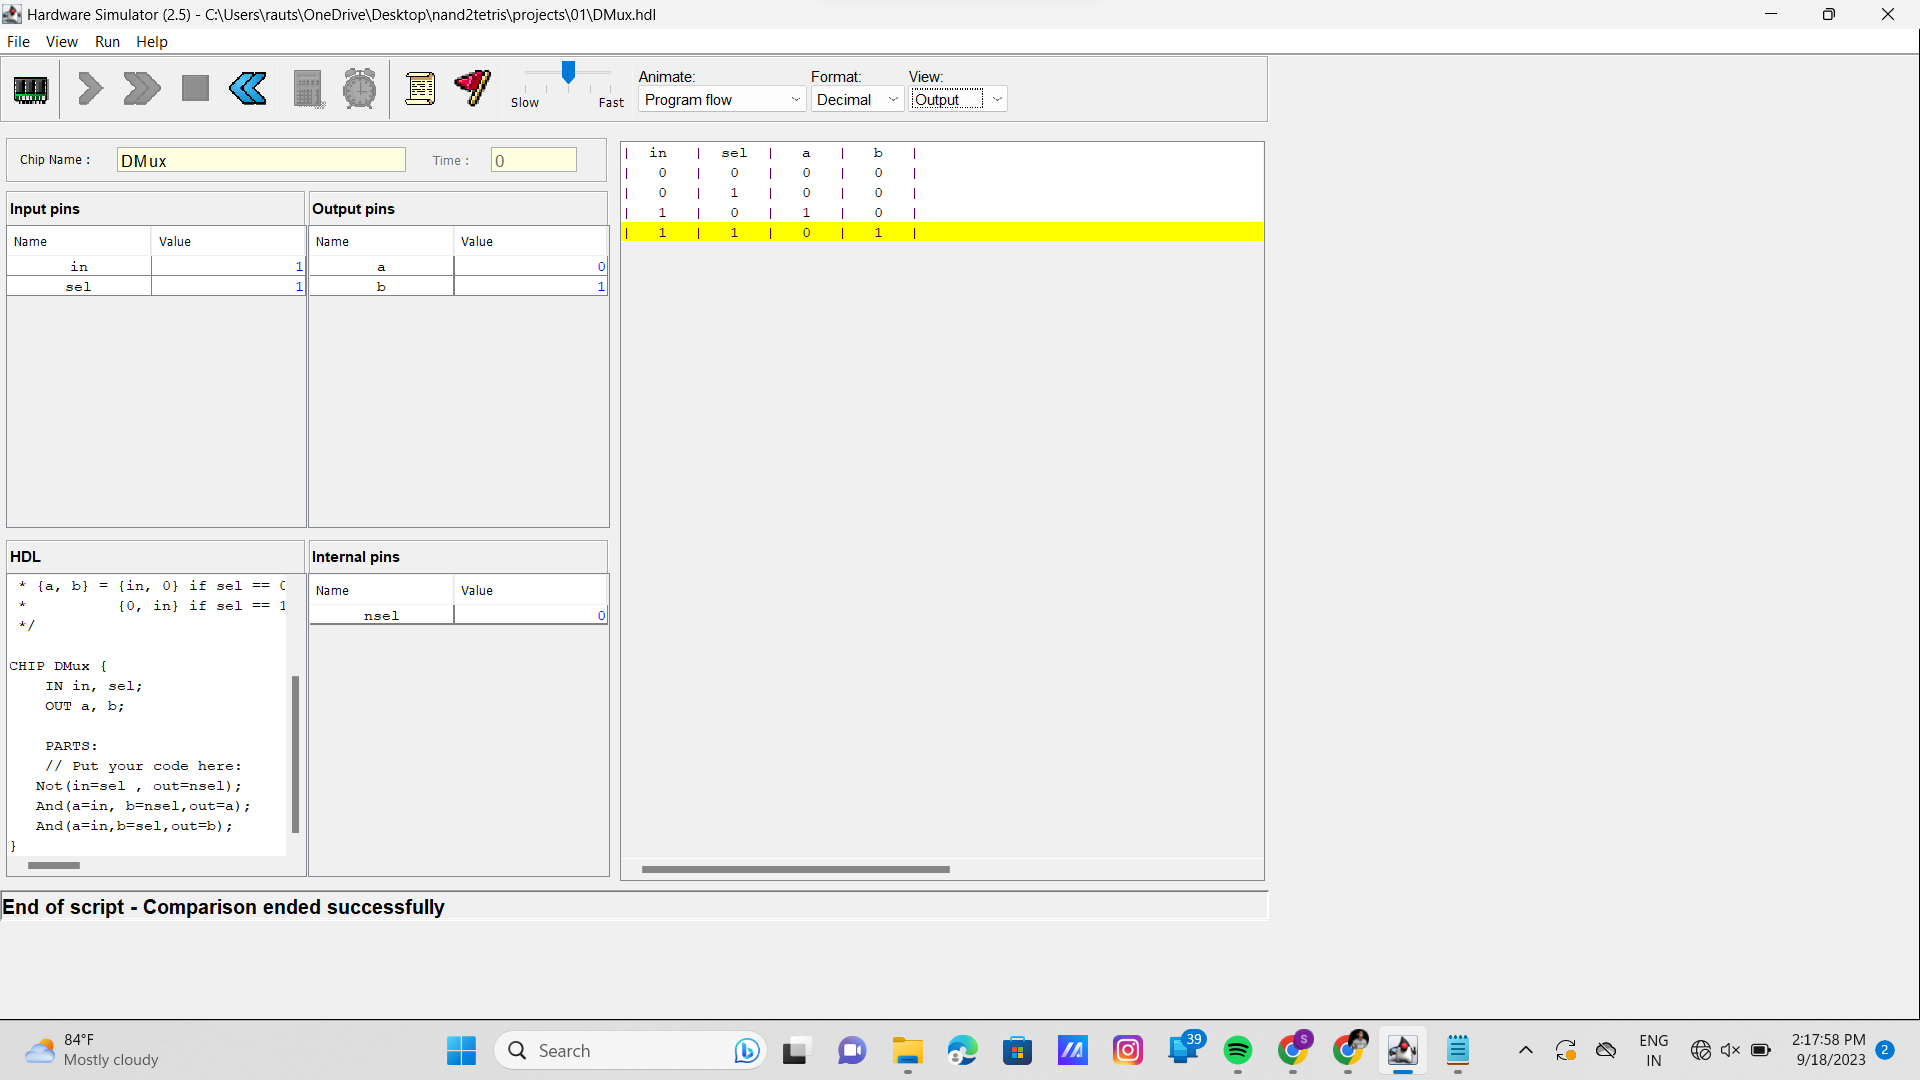 Hardware Simulator (2.5) - C:\Users\rauts\OneDrive\Desktop\nand2tetris\projects\01\DMux.hdl
File View Run Help
Slow Fast
Animate: Format: View:
Program flow Decimal Output
Chip Name : DMux Time : 0
Input pins
Name Value
in 1
sel 1
Output pins
Name Value
a 0
b 1
| in | sel | a | b |
| 0 | 0 | 0 | 0 |
| 0 | 1 | 0 | 0 |
| 1 | 0 | 1 | 0 |
| 1 | 1 | 0 | 1 |
HDL
* {a, b} = {in, 0} if sel == 0
* {0, in} if sel == 1
*/
CHIP DMux {
IN in, sel;
OUT a, b;
PARTS:
// Put your code here:
Not(in=sel , out=nsel);
And(a=in, b=nsel,out=a);
And(a=in,b=sel,out=b);
}
Internal pins
Name Value
nsel 0
End of script - Comparison ended successfully
84°F
Mostly cloudy
Search
39
S
ENG
IN
2:17:58 PM
9/18/2023
2